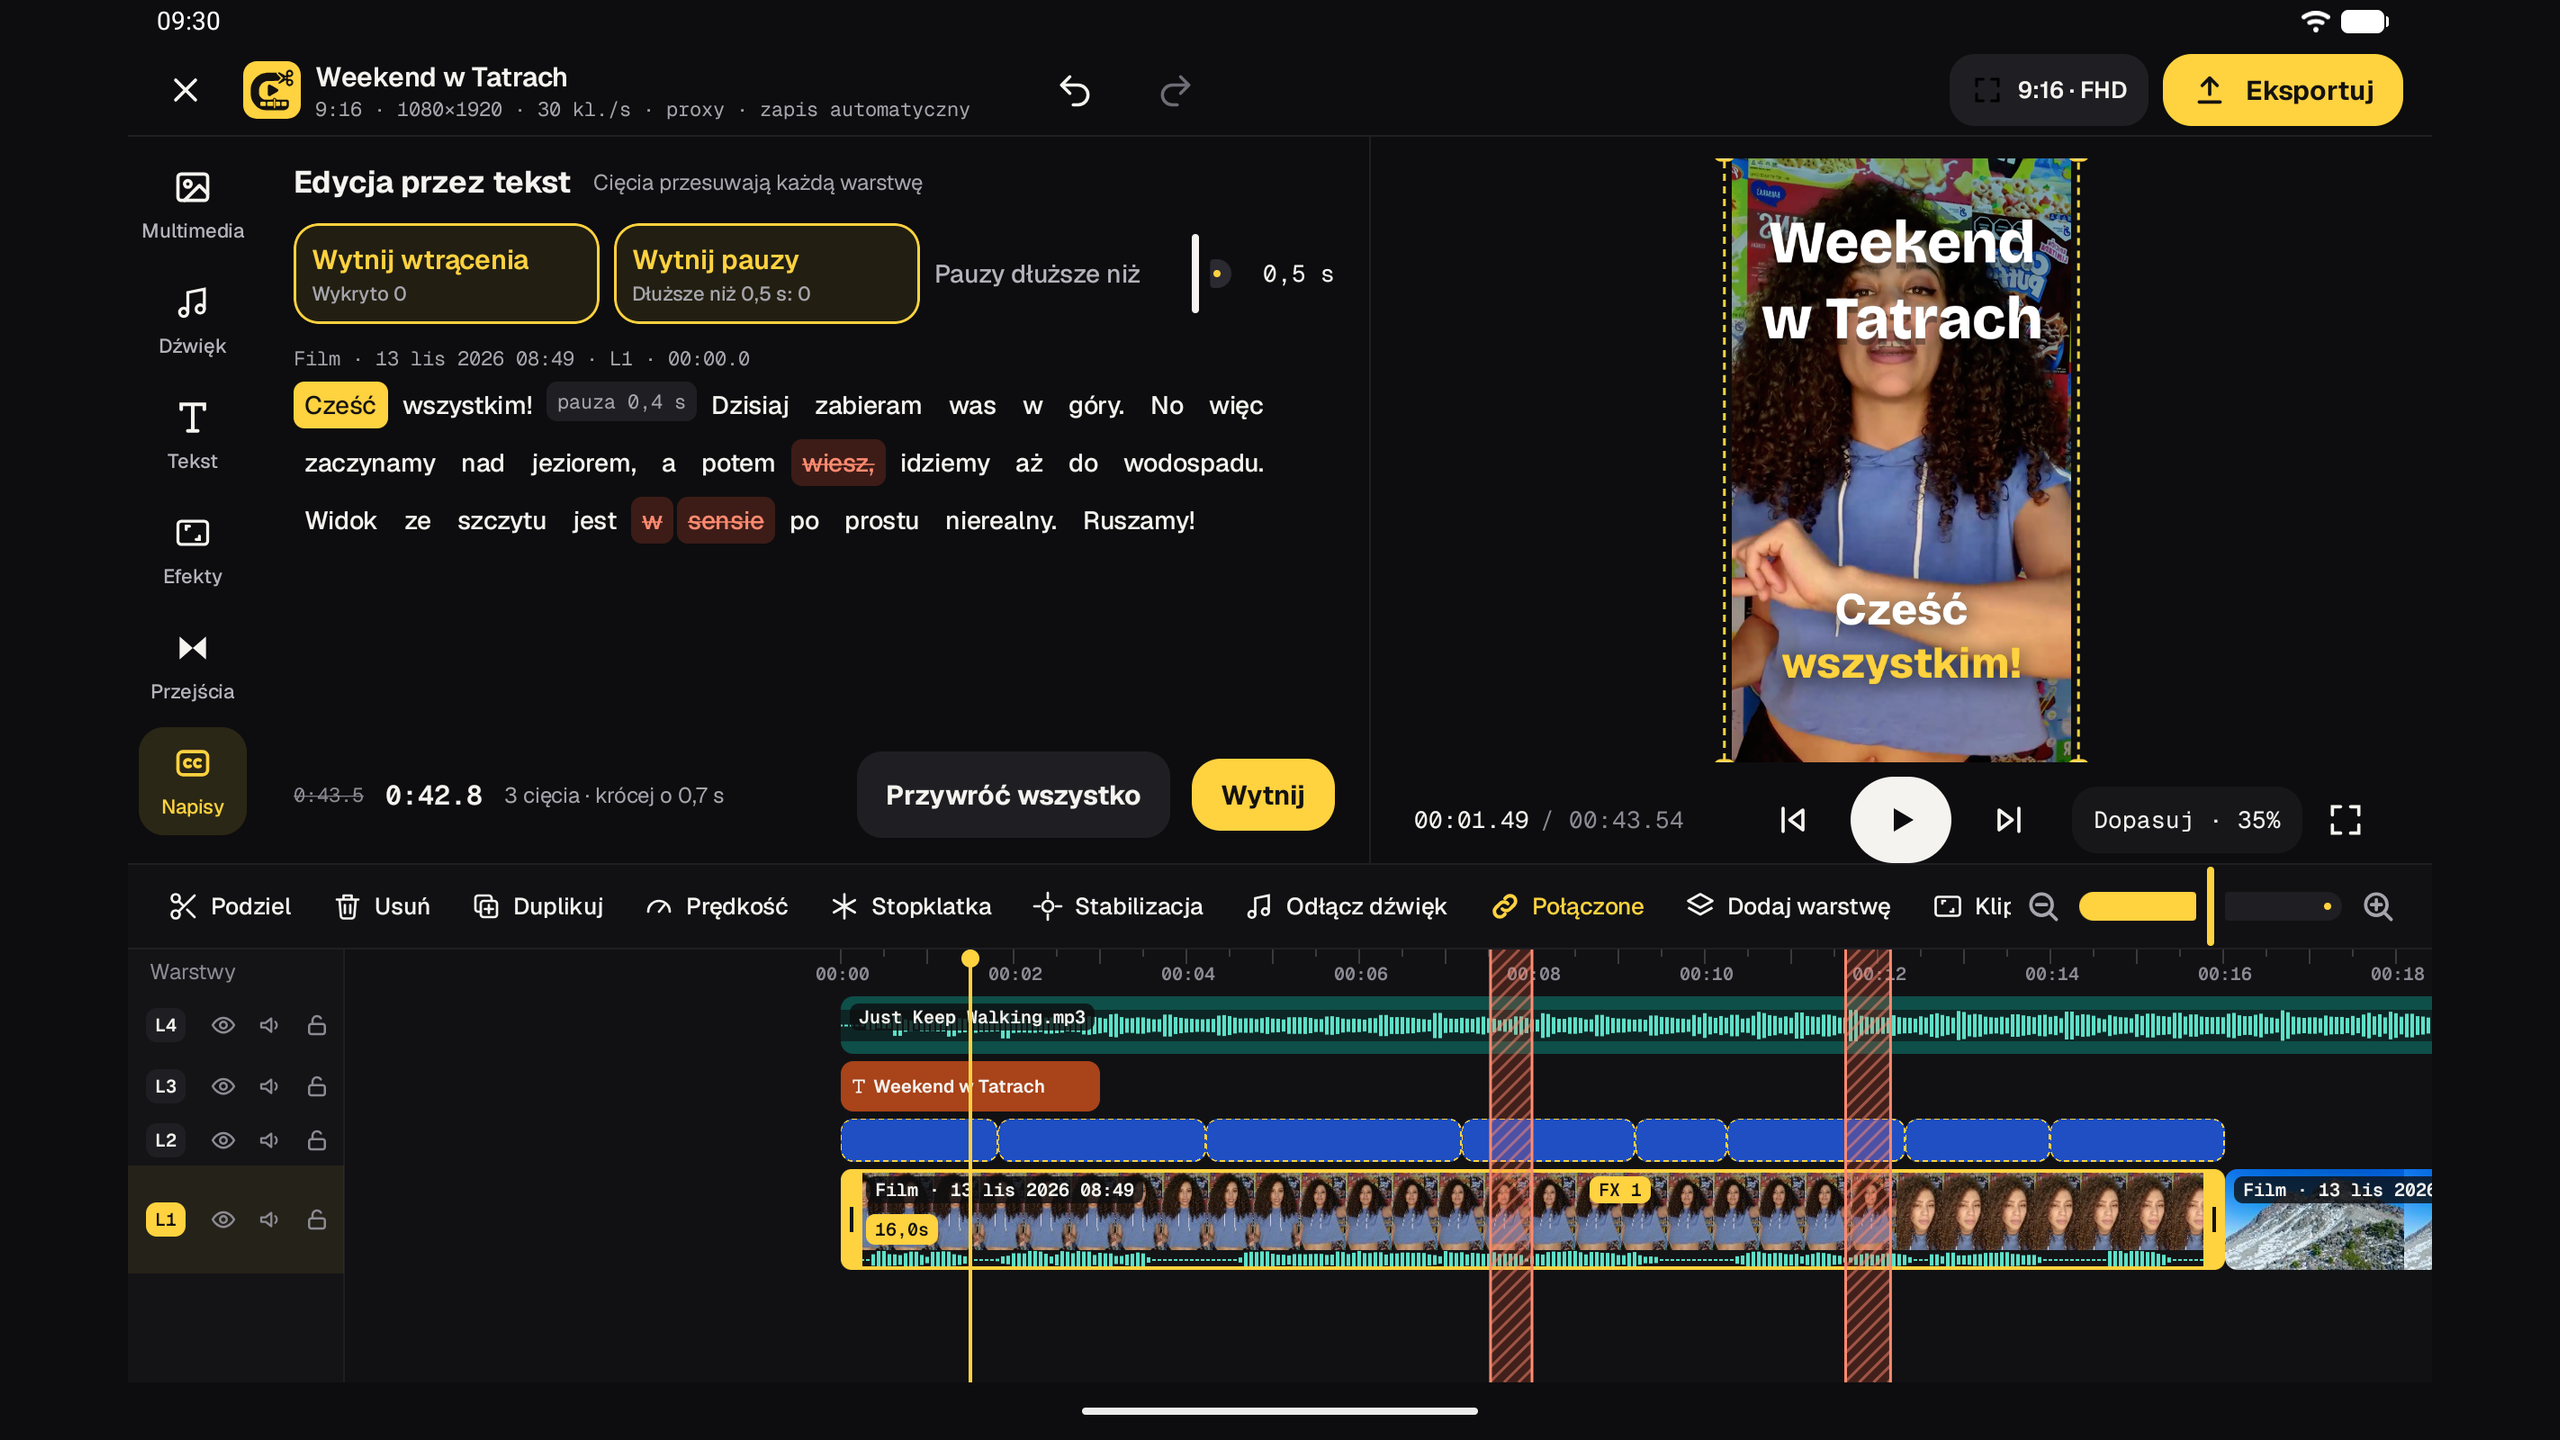 09:30
Weekend w Tatrach
9:16 · 1080×1920 · 30 kl./s · proxy · zapis automatyczny
9:16 · FHD
Eksportuj
Multimedia
Dźwięk
Tekst
Efekty
Przejścia
Napisy
Edycja przez tekst
Cięcia przesuwają każdą warstwę
Wytnij wtrącenia
Wykryto 0
Wytnij pauzy
Dłuższe niż 0,5 s: 0
Pauzy dłuższe niż
0,5 s
Film · 13 lis 2026 08:49 · L1 · 00:00.0
Cześć wszystkim! pauza 0,4 s Dzisiaj zabieram was w góry. No więc
zaczynamy nad jeziorem, a potem wiesz, idziemy aż do wodospadu.
Widok ze szczytu jest w sensie po prostu nierealny. Ruszamy!
0:43.5 0:42.8 3 cięcia · krócej o 0,7 s
Przywróć wszystko
Wytnij
Weekend
w Tatrach
Cześć
wszystkim!
00:01.49 / 00:43.54
Dopasuj · 35%
Podziel
Usuń
Duplikuj
Prędkość
Stopklatka
Stabilizacja
Odłącz dźwięk
Połączone
Dodaj warstwę
Klip
Warstwy
00:00 00:02 00:04 00:06 00:08 00:10 00:12 00:14 00:16 00:18
L4
Just Keep Walking.mp3
L3
T Weekend w Tatrach
L2
L1
Film · 13 lis 2026 08:49
16,0s
FX 1
Film · 13 lis 2026